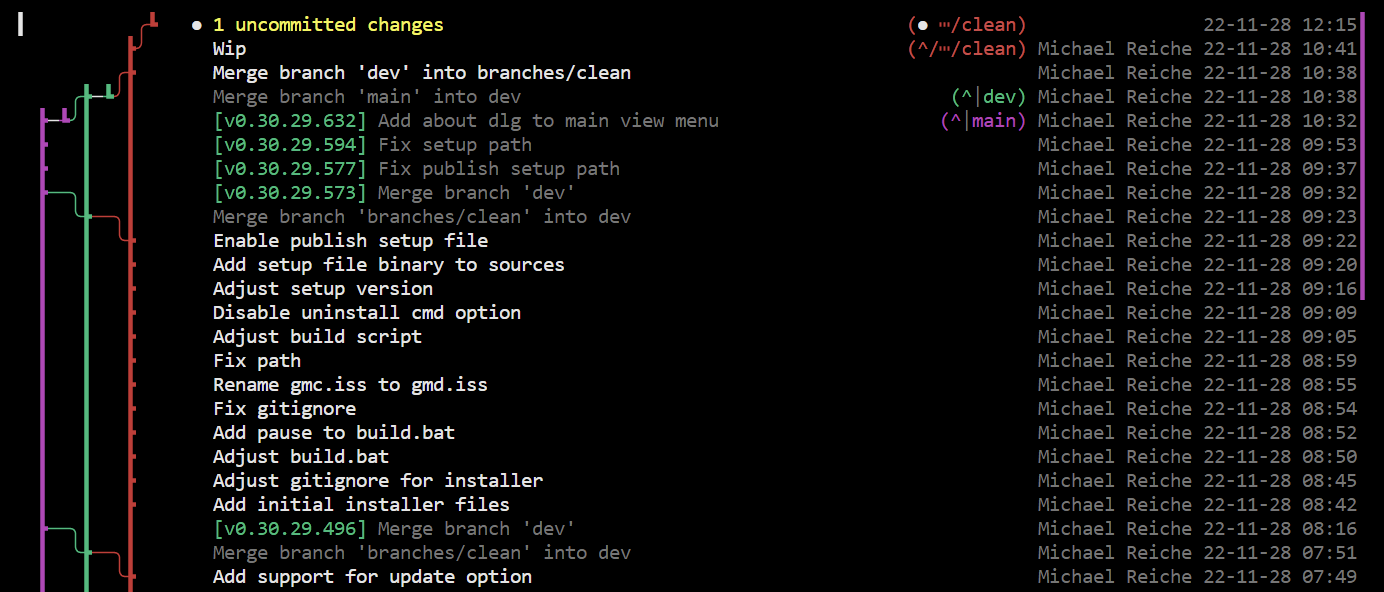 ● 1 uncommitted changes (● ┅/clean) 22-11-28 12:15
Wip (^/┅/clean) Michael Reiche 22-11-28 10:41
Merge branch 'dev' into branches/clean Michael Reiche 22-11-28 10:38
Merge branch 'main' into dev (^|dev) Michael Reiche 22-11-28 10:38
[v0.30.29.632] Add about dlg to main view menu (^|main) Michael Reiche 22-11-28 10:32
[v0.30.29.594] Fix setup path Michael Reiche 22-11-28 09:53
[v0.30.29.577] Fix publish setup path Michael Reiche 22-11-28 09:37
[v0.30.29.573] Merge branch 'dev' Michael Reiche 22-11-28 09:32
Merge branch 'branches/clean' into dev Michael Reiche 22-11-28 09:23
Enable publish setup file Michael Reiche 22-11-28 09:22
Add setup file binary to sources Michael Reiche 22-11-28 09:20
Adjust setup version Michael Reiche 22-11-28 09:16
Disable uninstall cmd option Michael Reiche 22-11-28 09:09
Adjust build script Michael Reiche 22-11-28 09:05
Fix path Michael Reiche 22-11-28 08:59
Rename gmc.iss to gmd.iss Michael Reiche 22-11-28 08:55
Fix gitignore Michael Reiche 22-11-28 08:54
Add pause to build.bat Michael Reiche 22-11-28 08:52
Adjust build.bat Michael Reiche 22-11-28 08:50
Adjust gitignore for installer Michael Reiche 22-11-28 08:45
Add initial installer files Michael Reiche 22-11-28 08:42
[v0.30.29.496] Merge branch 'dev' Michael Reiche 22-11-28 08:16
Merge branch 'branches/clean' into dev Michael Reiche 22-11-28 07:51
Add support for update option Michael Reiche 22-11-28 07:49